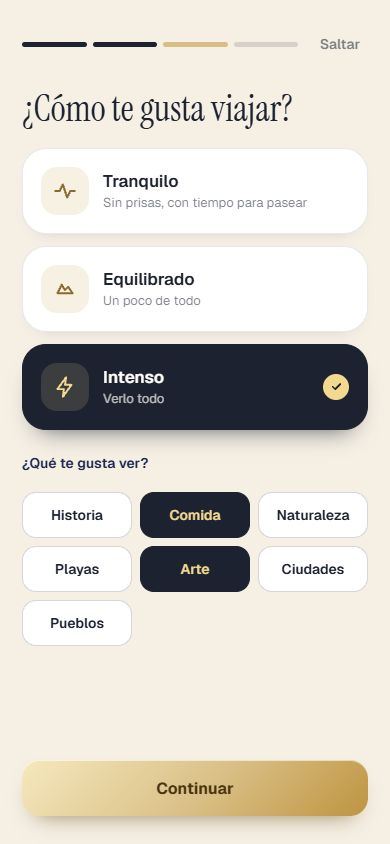 Saltar
¿Cómo te gusta viajar?
Tranquilo
Sin prisas, con tiempo para pasear
Equilibrado
Un poco de todo
Intenso
Verlo todo
¿Qué te gusta ver?
Historia
Comida
Naturaleza
Playas
Arte
Ciudades
Pueblos
Continuar